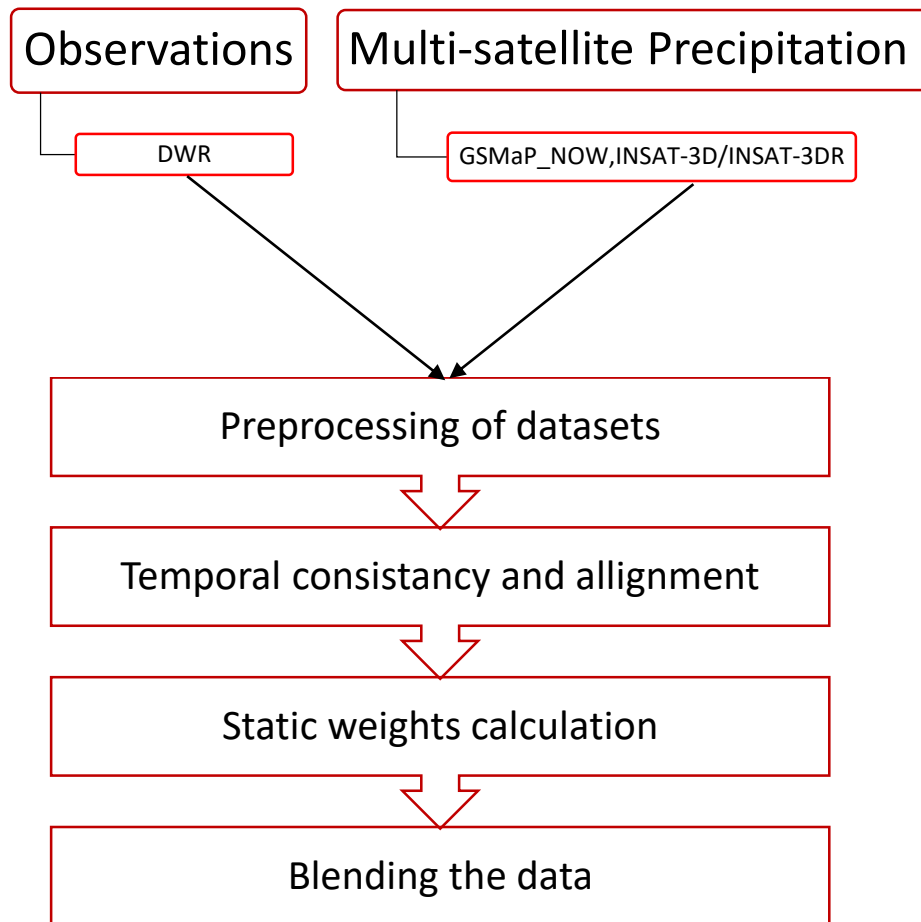 Observations
Multi-satellite Precipitation
DWR
GSMaP_NOW,INSAT-3D/INSAT-3DR
Preprocessing of datasets
Temporal consistancy and allignment
Static weights calculation
Blending the data